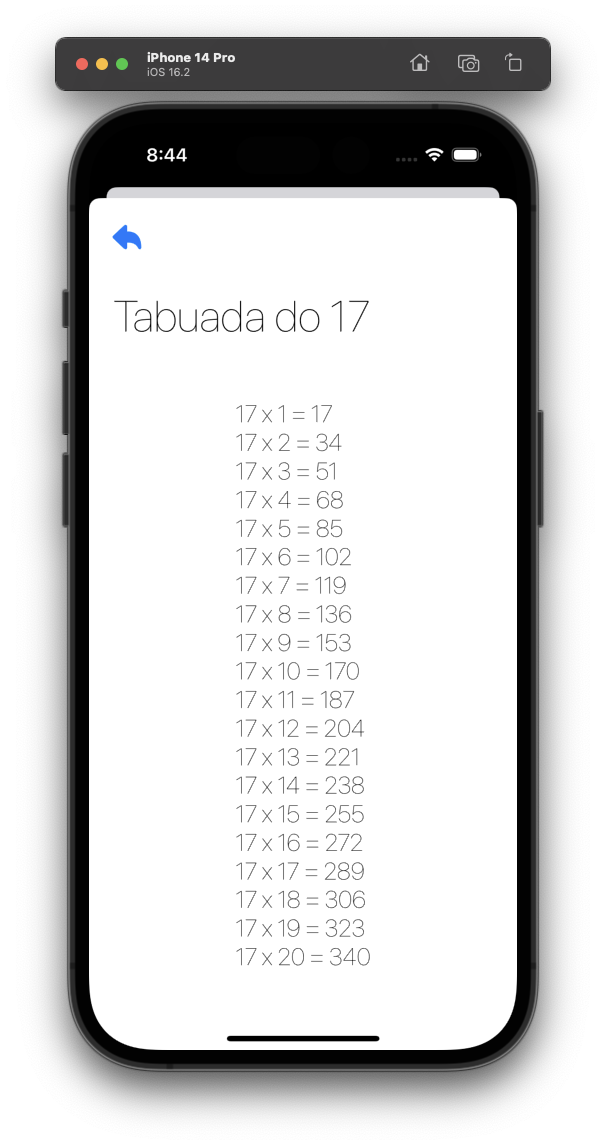 iPhone 14 Pro
iOS 16.2
8:44
Tabuada do 17
17 x 1 = 17
17 x 2 = 34
17 x 3 = 51
17 x 4 = 68
17 x 5 = 85
17 x 6 = 102
17 x 7 = 119
17 x 8 = 136
17 x 9 = 153
17 x 10 = 170
17 x 11 = 187
17 x 12 = 204
17 x 13 = 221
17 x 14 = 238
17 x 15 = 255
17 x 16 = 272
17 x 17 = 289
17 x 18 = 306
17 x 19 = 323
17 x 20 = 340